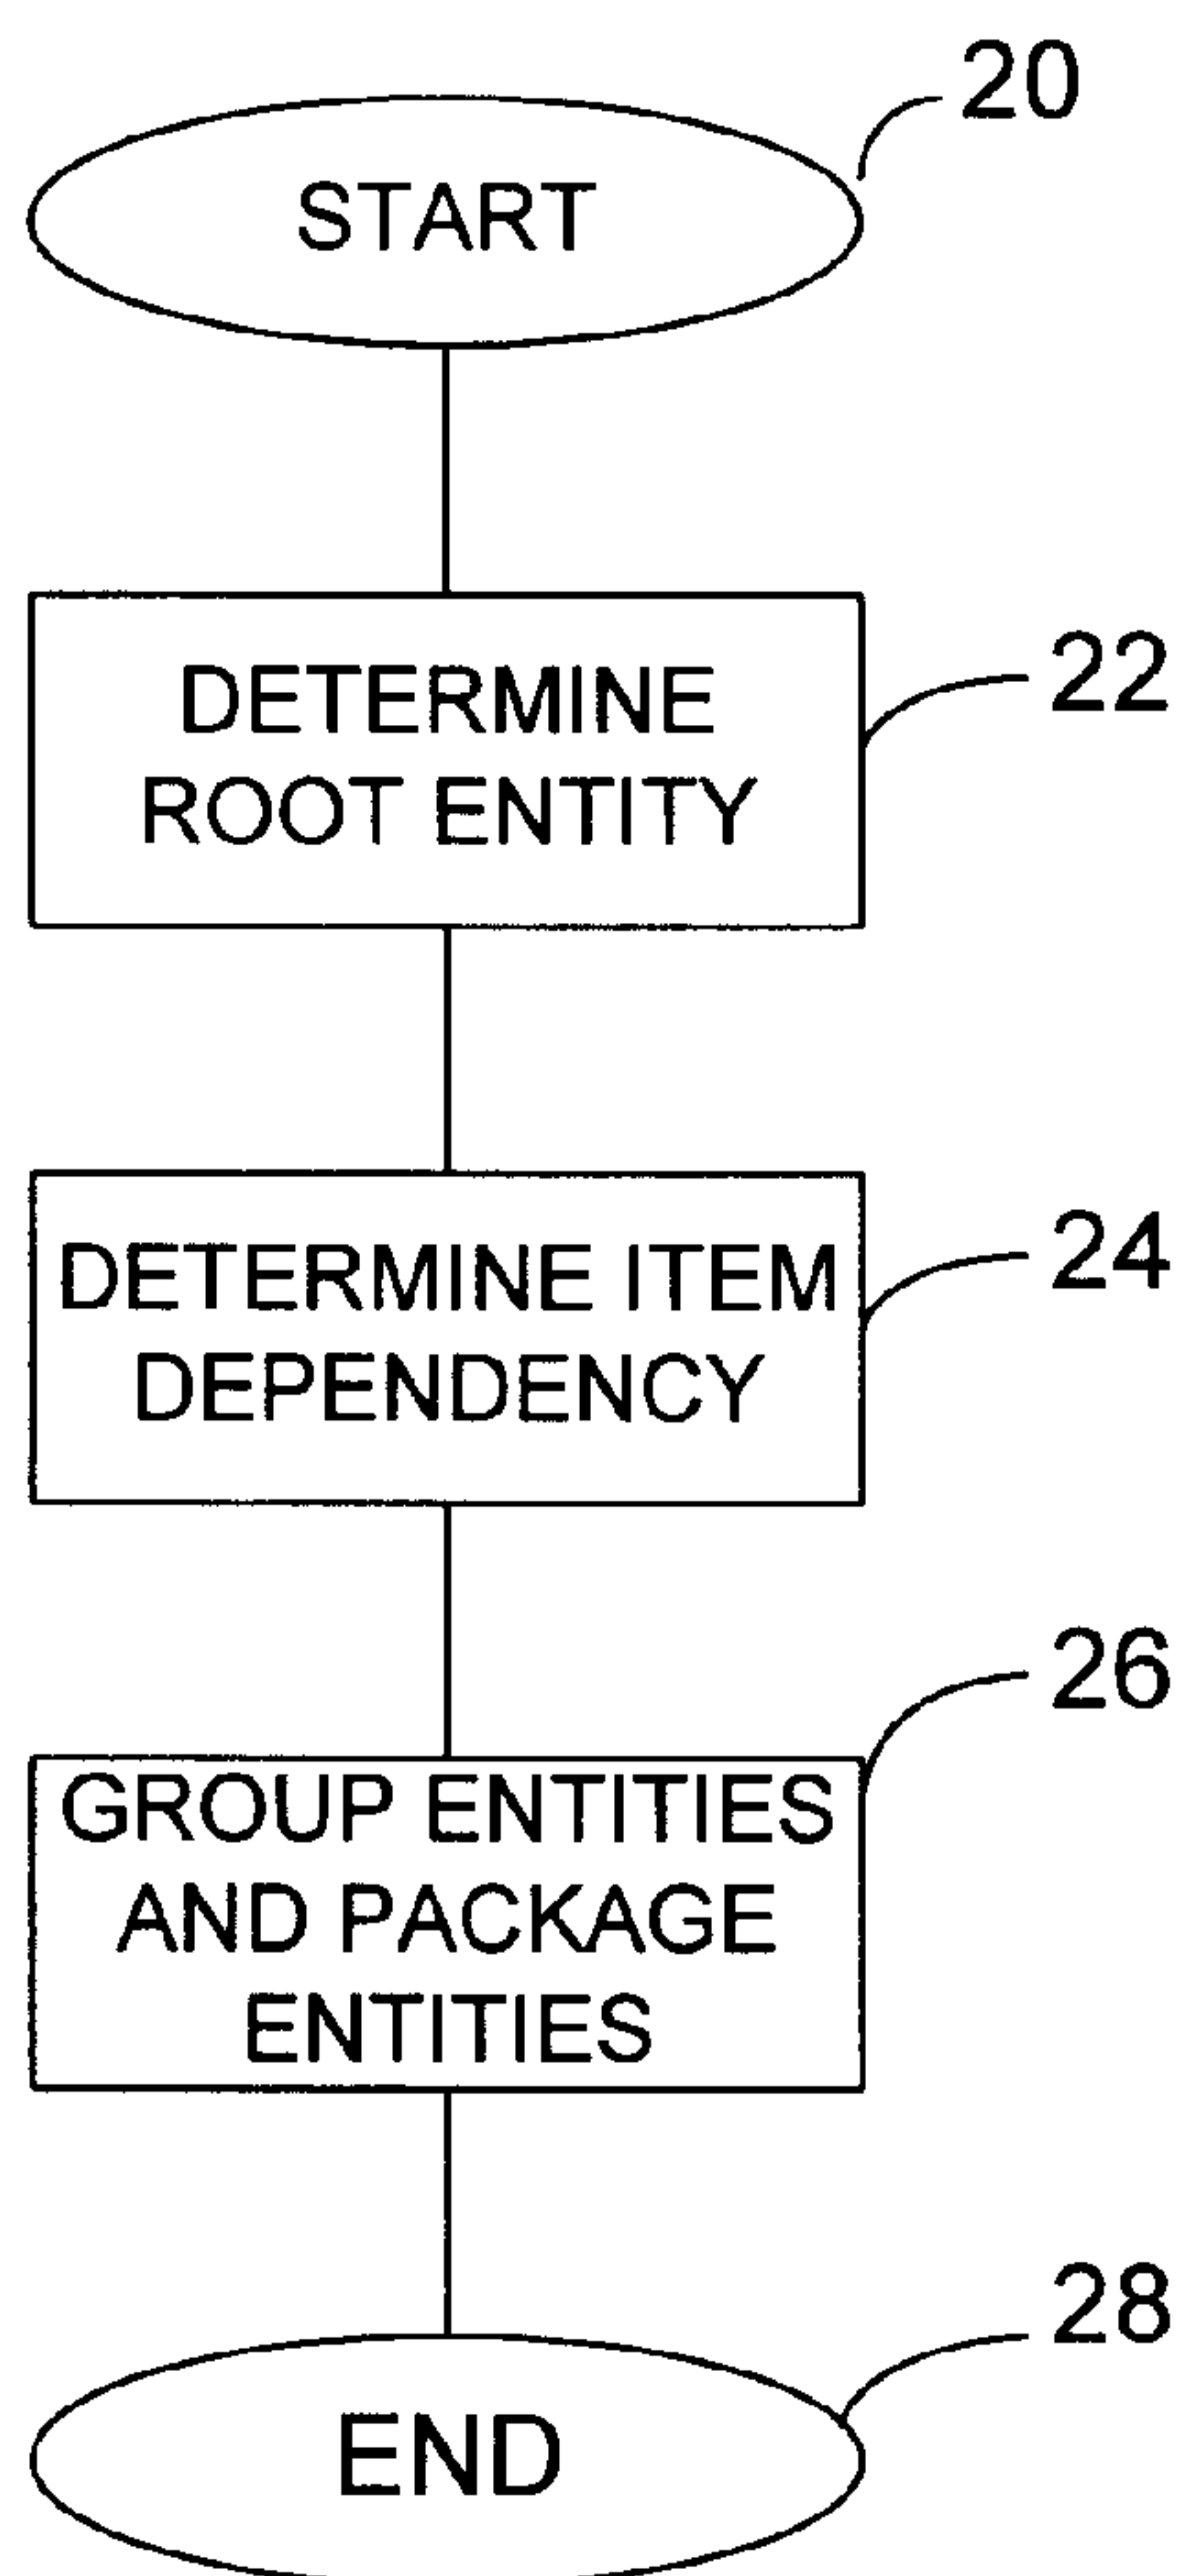 20
START
22
DETERMINE
ROOT ENTITY
24
DETERMINE ITEM
DEPENDENCY
26
GROUP ENTITIES
AND PACKAGE
ENTITIES
28
END